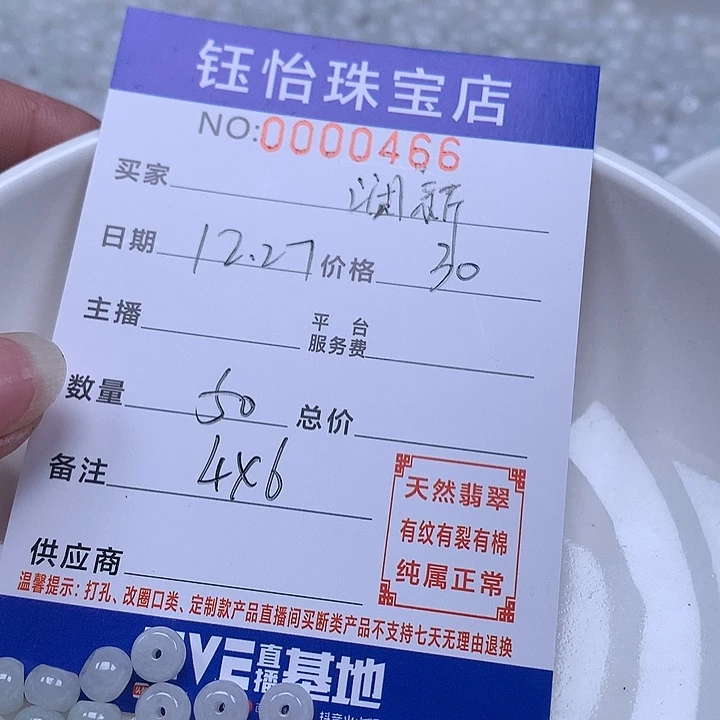 钰怡珠宝店
NO:0000466
买家 润
日期 12.27 价格 30
主播 平台服务费
数量 50 总价
备注 4×6
天然翡翠
有纹有裂有棉
纯属正常
供应商
温馨提示：打孔、改圈口类、定制款产品直播间买断类产品不支持七天无理由退换
直播基地